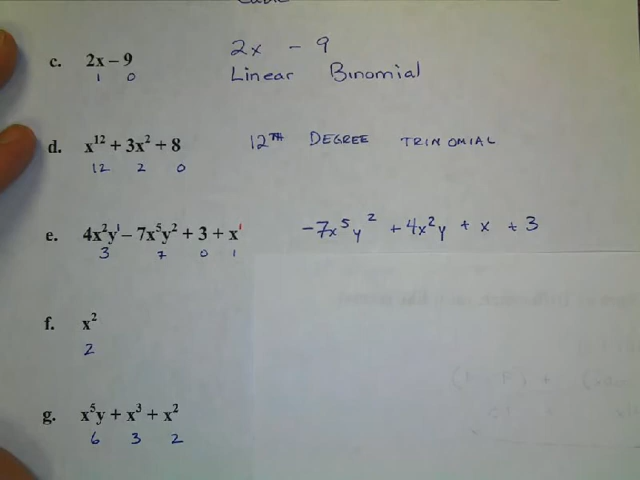 c. 2x – 9 2x - 9
1 0 Linear Binomial
d. x¹² + 3x² + 8 12TH DEGREE TRINOMIAL
12 2 0
e. 4x²y¹ – 7x⁵y² + 3 + x¹ -7x⁵y² + 4x²y + x + 3
3 7 0 1
f. x²
2
g. x⁵y + x³ + x²
6 3 2